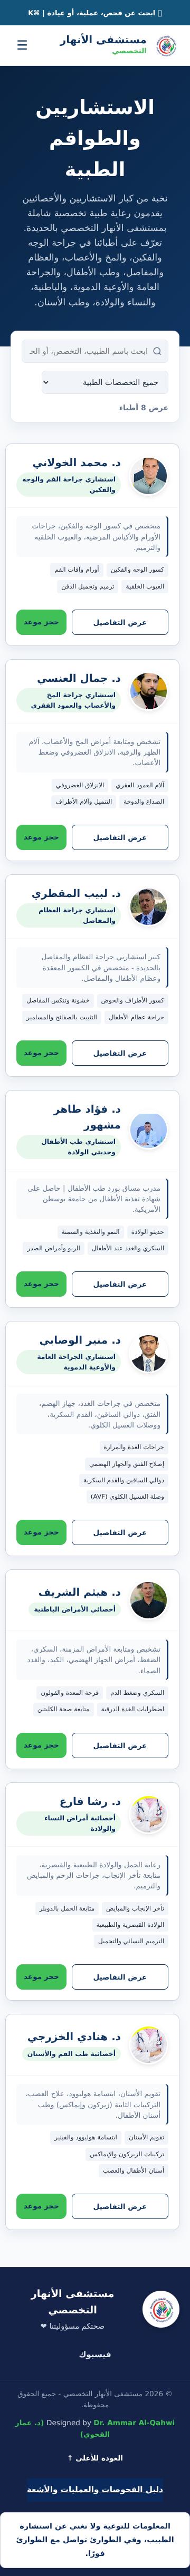 ابحث عن فحص، عملية، أو عيادة | ⌘K
مستشفى الأنهار
التخصصي
الاستشاريين
والطواقم
الطبية
نخبة من كبار الاستشاريين والأخصائيين
يقدمون رعاية طبية تخصصية شاملة
بمستشفى الأنهار التخصصي بالحديدة.
تعرّف على أطبائنا في جراحة الوجه
والفكين، والمخ والأعصاب، والعظام
والمفاصل، وطب الأطفال، والجراحة
العامة والأوعية الدموية، والباطنية،
والنساء والولادة، وطب الأسنان.
ابحث باسم الطبيب، التخصص، أو الح
جميع التخصصات الطبية
عرض 8 أطباء
د. محمد الخولاني
استشاري جراحة الفم والوجه
والفكين
متخصص في كسور الوجه والفكين، جراحات
الأورام والأكياس المرضية، والعيوب الخلقية
والترميم.
كسور الوجه والفكين
أورام وآفات الفم
العيوب الخلقية
ترميم وتجميل الذقن
عرض التفاصيل
حجز موعد
د. جمال العنسي
استشاري جراحة المخ
والأعصاب والعمود الفقري
تشخيص ومتابعة أمراض المخ والأعصاب، آلام
الظهر والرقبة، الانزلاق الغضروفي وضغط
الأعصاب.
آلام العمود الفقري
الانزلاق الغضروفي
الصداع والدوخة
التنميل وآلام الأطراف
عرض التفاصيل
حجز موعد
د. لبيب المقطري
استشاري جراحة العظام
والمفاصل
كبير استشاريي جراحة العظام والمفاصل
بالحديدة - متخصص في الكسور المعقدة
وعظام الأطفال والمفاصل.
كسور الأطراف والحوض
خشونة وتنكس المفاصل
جراحة عظام الأطفال
التثبيت بالصفائح والمسامير
عرض التفاصيل
حجز موعد
د. فؤاد طاهر
مشهور
استشاري طب الأطفال
وحديثي الولادة
مدرب مساق بورد طب الأطفال | حاصل على
شهادة تغذية الأطفال من جامعة بوسطن
الأمريكية.
حديثو الولادة
النمو والتغذية والسمنة
السكري والغدد عند الأطفال
الربو وأمراض الصدر
عرض التفاصيل
حجز موعد
د. منير الوصابي
استشاري الجراحة العامة
والأوعية الدموية
متخصص في جراحات الغدد، جهاز الهضم،
الفتق، دوالي الساقين، القدم السكرية،
ووصلات الغسيل الكلوي.
جراحات الغدة والمرارة
إصلاح الفتق والجهاز الهضمي
دوالي الساقين والقدم السكرية
وصلة الغسيل الكلوي (AVF)
عرض التفاصيل
حجز موعد
د. هيثم الشريف
أخصائي الأمراض الباطنية
تشخيص ومتابعة الأمراض المزمنة، السكري،
الضغط، أمراض الجهاز الهضمي، الكبد، والغدد
الصماء.
السكري وضغط الدم
قرحة المعدة والقولون
اضطرابات الغدة الدرقية
متابعة صحة الكليتين
عرض التفاصيل
حجز موعد
د. رشا فارع
أخصائية أمراض النساء
والولادة
رعاية الحمل والولادة الطبيعية والقيصرية،
ومتابعة تأخر الإنجاب، جراحات الرحم والمبايض
والترميم.
تأخر الإنجاب والمبايض
متابعة الحمل بالدوبلر
الولادة القيصرية والطبيعية
الترميم النسائي والتجميل
عرض التفاصيل
حجز موعد
د. هنادي الخزرجي
أخصائية طب الفم والأسنان
تقويم الأسنان، ابتسامة هوليوود، علاج العصب،
التركيبات الثابتة (زيركون وإيماكس) وطب
أسنان الأطفال.
تقويم الأسنان
ابتسامة هوليوود والفينير
تركيبات الزيركون والإيماكس
أسنان الأطفال والعصب
عرض التفاصيل
حجز موعد
مستشفى الأنهار
التخصصي
صحتكم مسؤوليتنا ❤
فيسبوك
© 2026 مستشفى الأنهار التخصصي - جميع الحقوق
محفوظة.
Designed by Dr. Ammar Al-Qahwi (د. عمار
القحوي)
العودة للأعلى ↑
دليل الفحوصات والعمليات والأشعة
المعلومات للتوعية ولا تغني عن استشارة
الطبيب، وفي الطوارئ تواصل مع الطوارئ
فورًا.